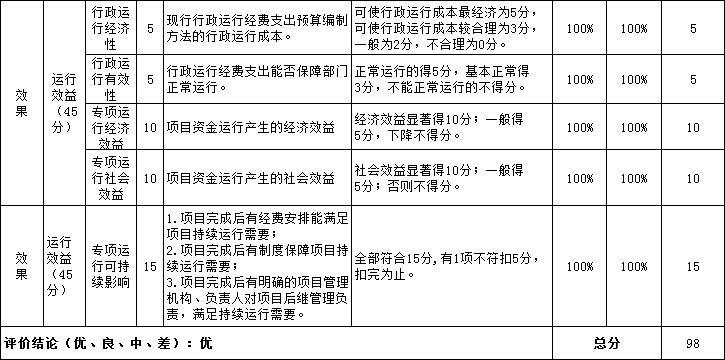 效果
运行效益（45分）
行政运行经济性
5
现行行政运行经费支出预算编制
方法的行政运行成本。
可使行政运行成本最经济为5分，
可使行政运行成本较合理为3分，
一般为2分，不合理为0分。
100%
100%
5
行政运行有效性
5
行政运行经费支出能否保障部门
正常运行。
正常运行的得5分，基本正常得
3分，不能正常运行的不得分。
100%
100%
5
专项运行经济效益
10
项目资金运行产生的经济效益
经济效益显著得10分；一般得
5分，下降不得分。
100%
100%
10
专项运行社会效益
10
项目资金运行产生的社会效益
社会效益显著得10分；一般得
5分；否则不得分。
100%
100%
10
效果
运行效益（45分）
专项运行可持续影响
15
1.项目完成后有经费安排能满足
项目持续运行需要；
2.项目完成后有制度保障项目持
续运行需要；
3.项目完成后有明确的项目管理
机构、负责人对项目后继管理负
责，满足持续运行需要。
全部符合15分,有1项不符扣5分，
扣完为止。
100%
100%
15
评价结论（优、良、中、差）：优
总分
98